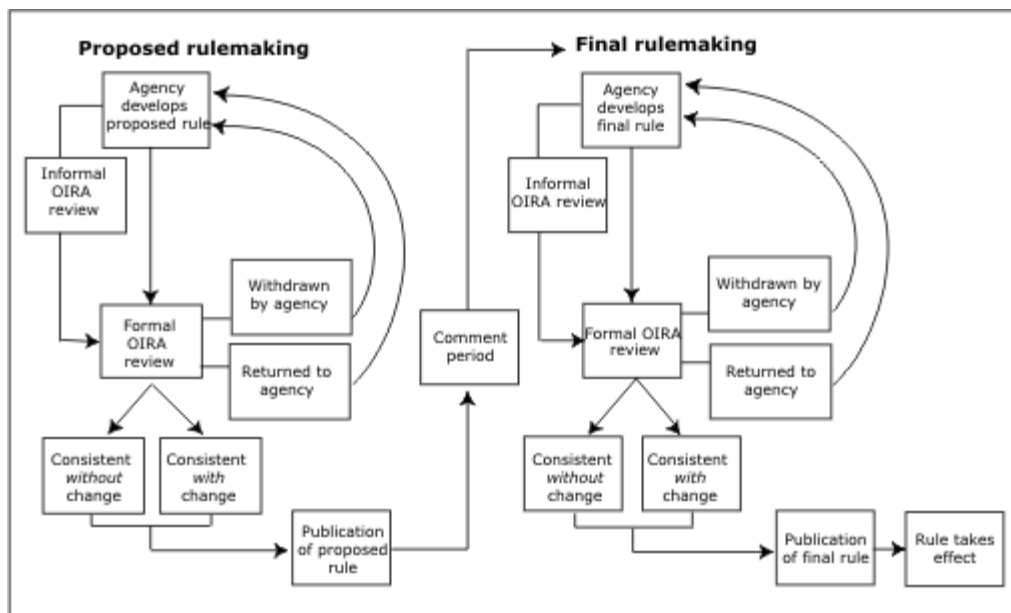 Proposed rulemaking
Agency
develops
proposed rule
Informal
OIRA
review
Withdrawn
by agency
Formal
OIRA
review
Returned to
agency
Consistent
without
change
Consistent
with
change
Publication
of proposed
rule
Comment
period
Final rulemaking
Agency
develops
final rule
Informal
OIRA review
Withdrawn by
agency
Formal OIRA
review
Returned to
agency
Consistent
without
change
Consistent
with
change
Publication
of final rule
Rule takes
effect